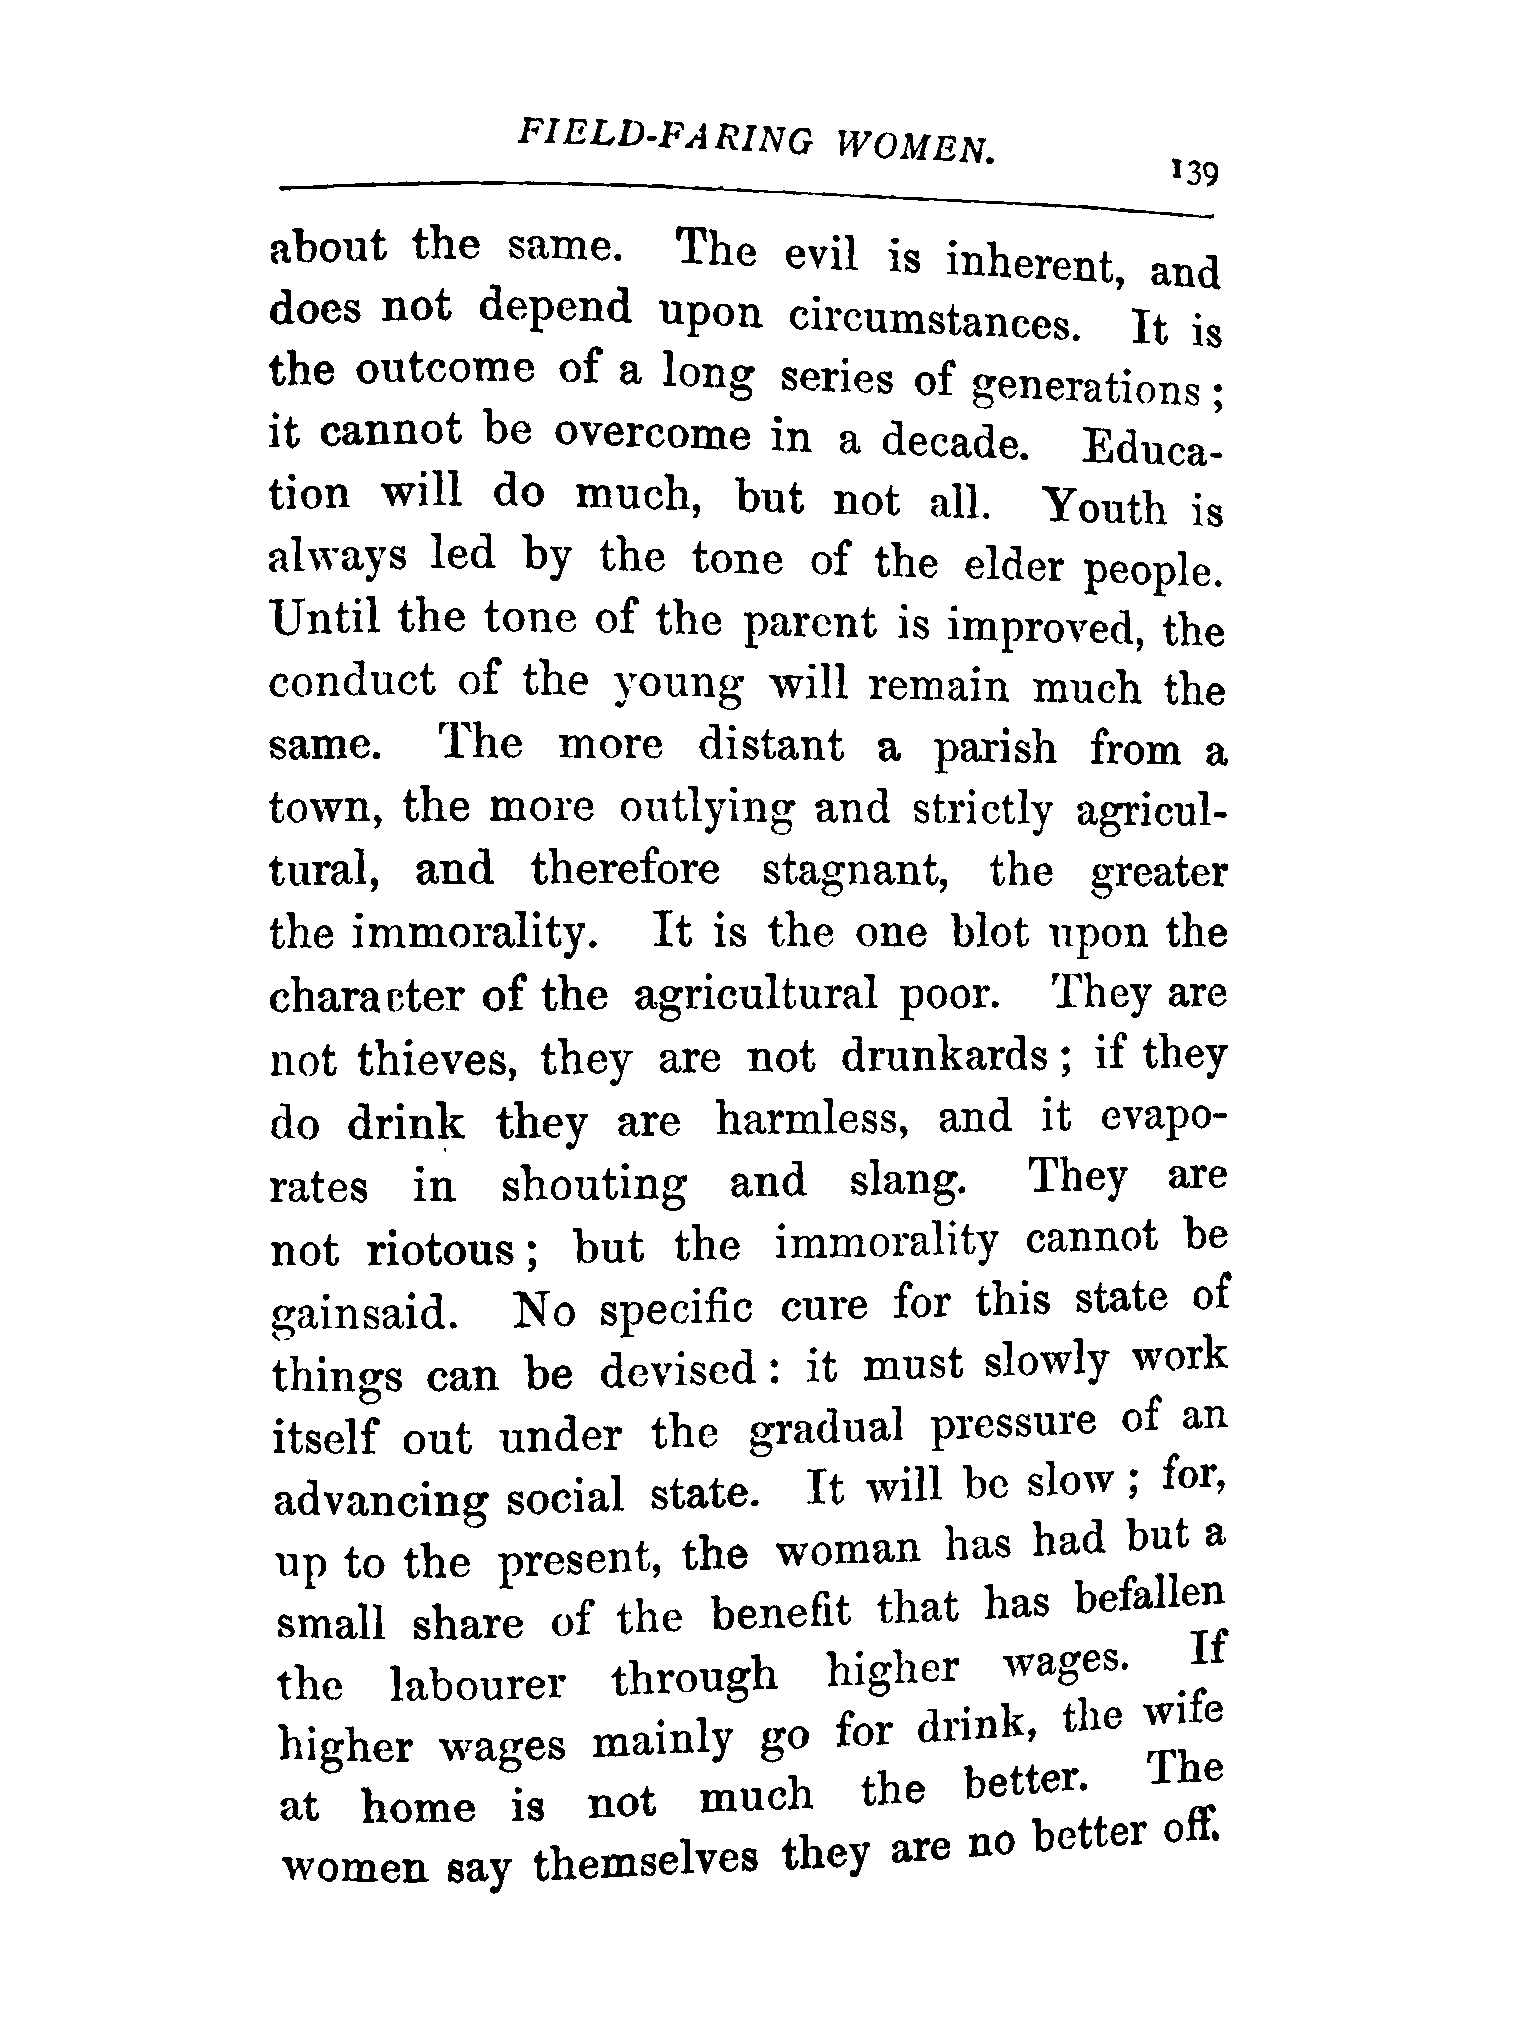 FIELD-FARING WOMEN.
139
about the same. The evil is inherent, and
does not depend upon circumstances. It is
the outcome of a long series of generations ;
it cannot be overcome in a decade. Educa-
tion will do much, but not all. Youth is
always led by the tone of the elder people.
Until the tone of the parent is improved, the
conduct of the young will remain much the
same. The more distant a parish from a
town, the more outlying and strictly agricul-
tural, and therefore stagnant, the greater
the immorality. It is the one blot upon the
character of the agricultural poor. They are
not thieves, they are not drunkards ; if they
do drink they are harmless, and it evapo-
rates in shouting and slang. They are
not riotous ; but the immorality cannot be
gainsaid. No specific cure for this state of
things can be devised : it must slowly work
itself out under the gradual pressure of an
advancing social state. It will be slow ; for,
up to the present, the woman has had but a
small share of the benefit that has befallen
the labourer through higher wages. If
higher wages mainly go for drink, the wife
at home is not much the better. The
women say themselves they are no better off.